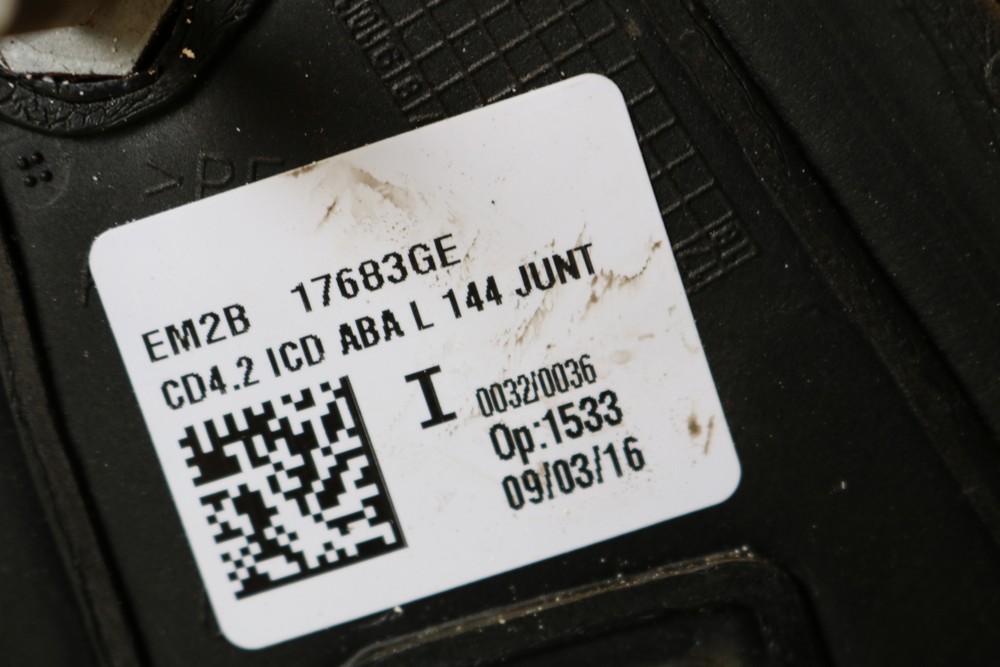 EM2B 17683GE
CD4.2 ICD ABA L 144 JUNT
I
0032/0036
Op:1533
09/03/16